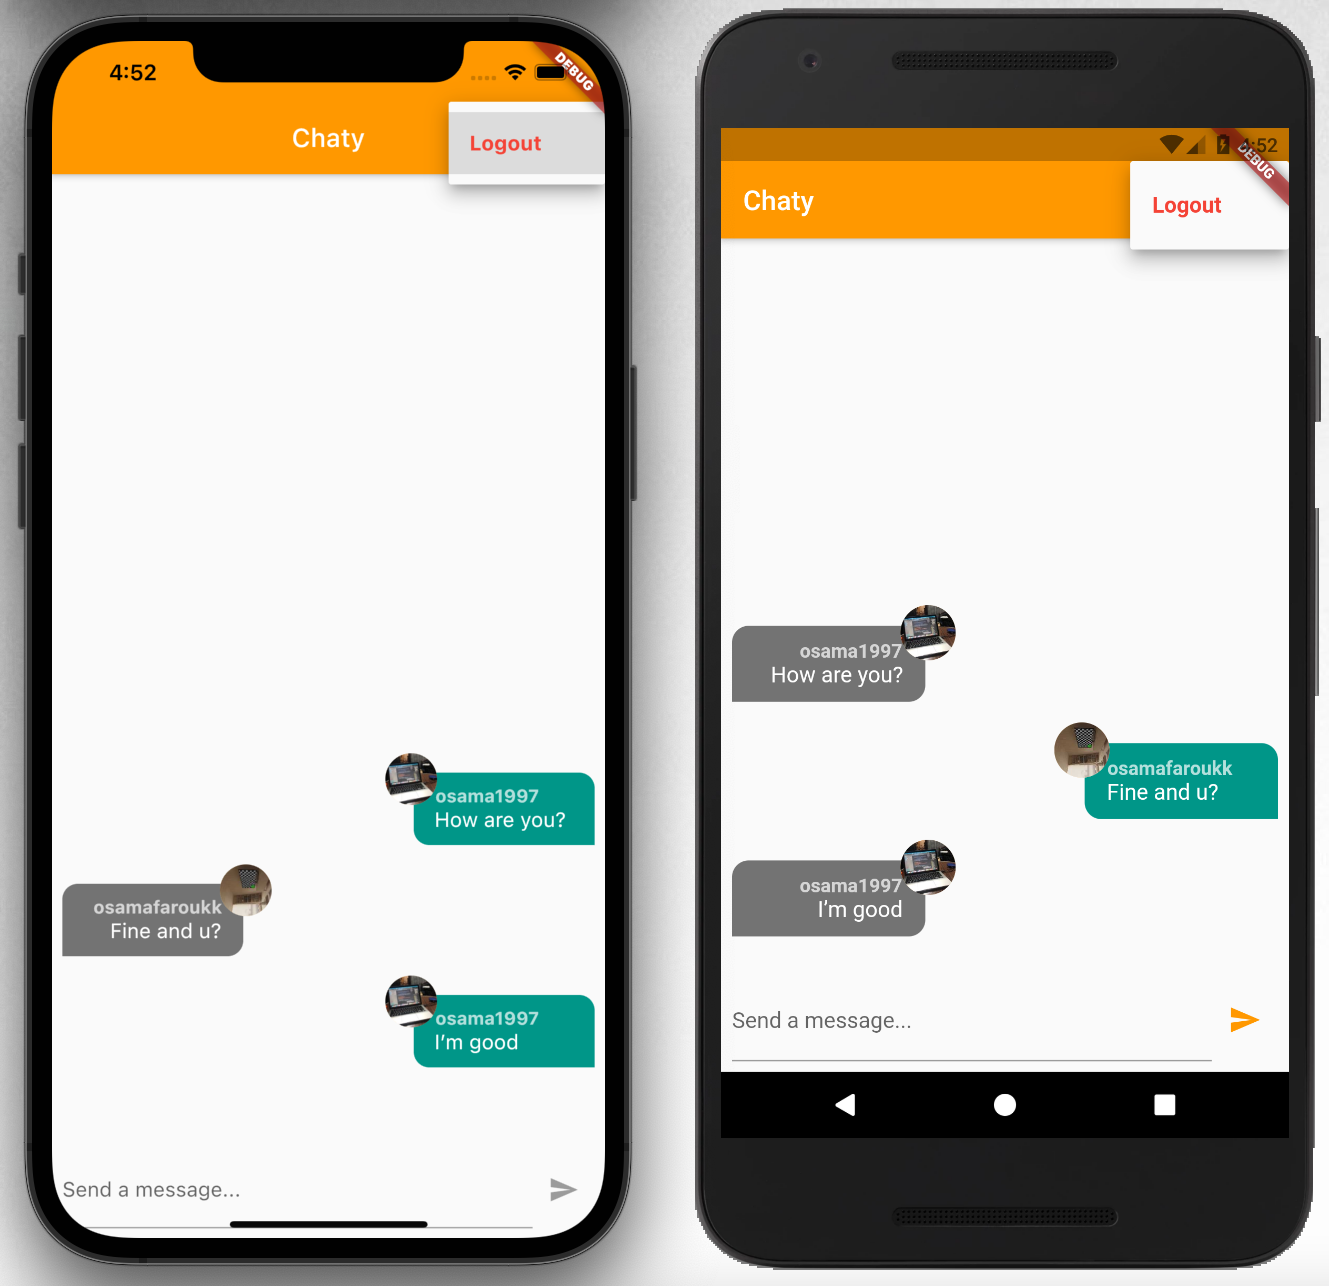 4:52
DEBUG
Chaty
Logout
osama1997
How are you?
osamafaroukk
Fine and u?
osama1997
I'm good
Send a message...
4:52
DEBUG
Chaty
Logout
osama1997
How are you?
osamafaroukk
Fine and u?
osama1997
I'm good
Send a message...